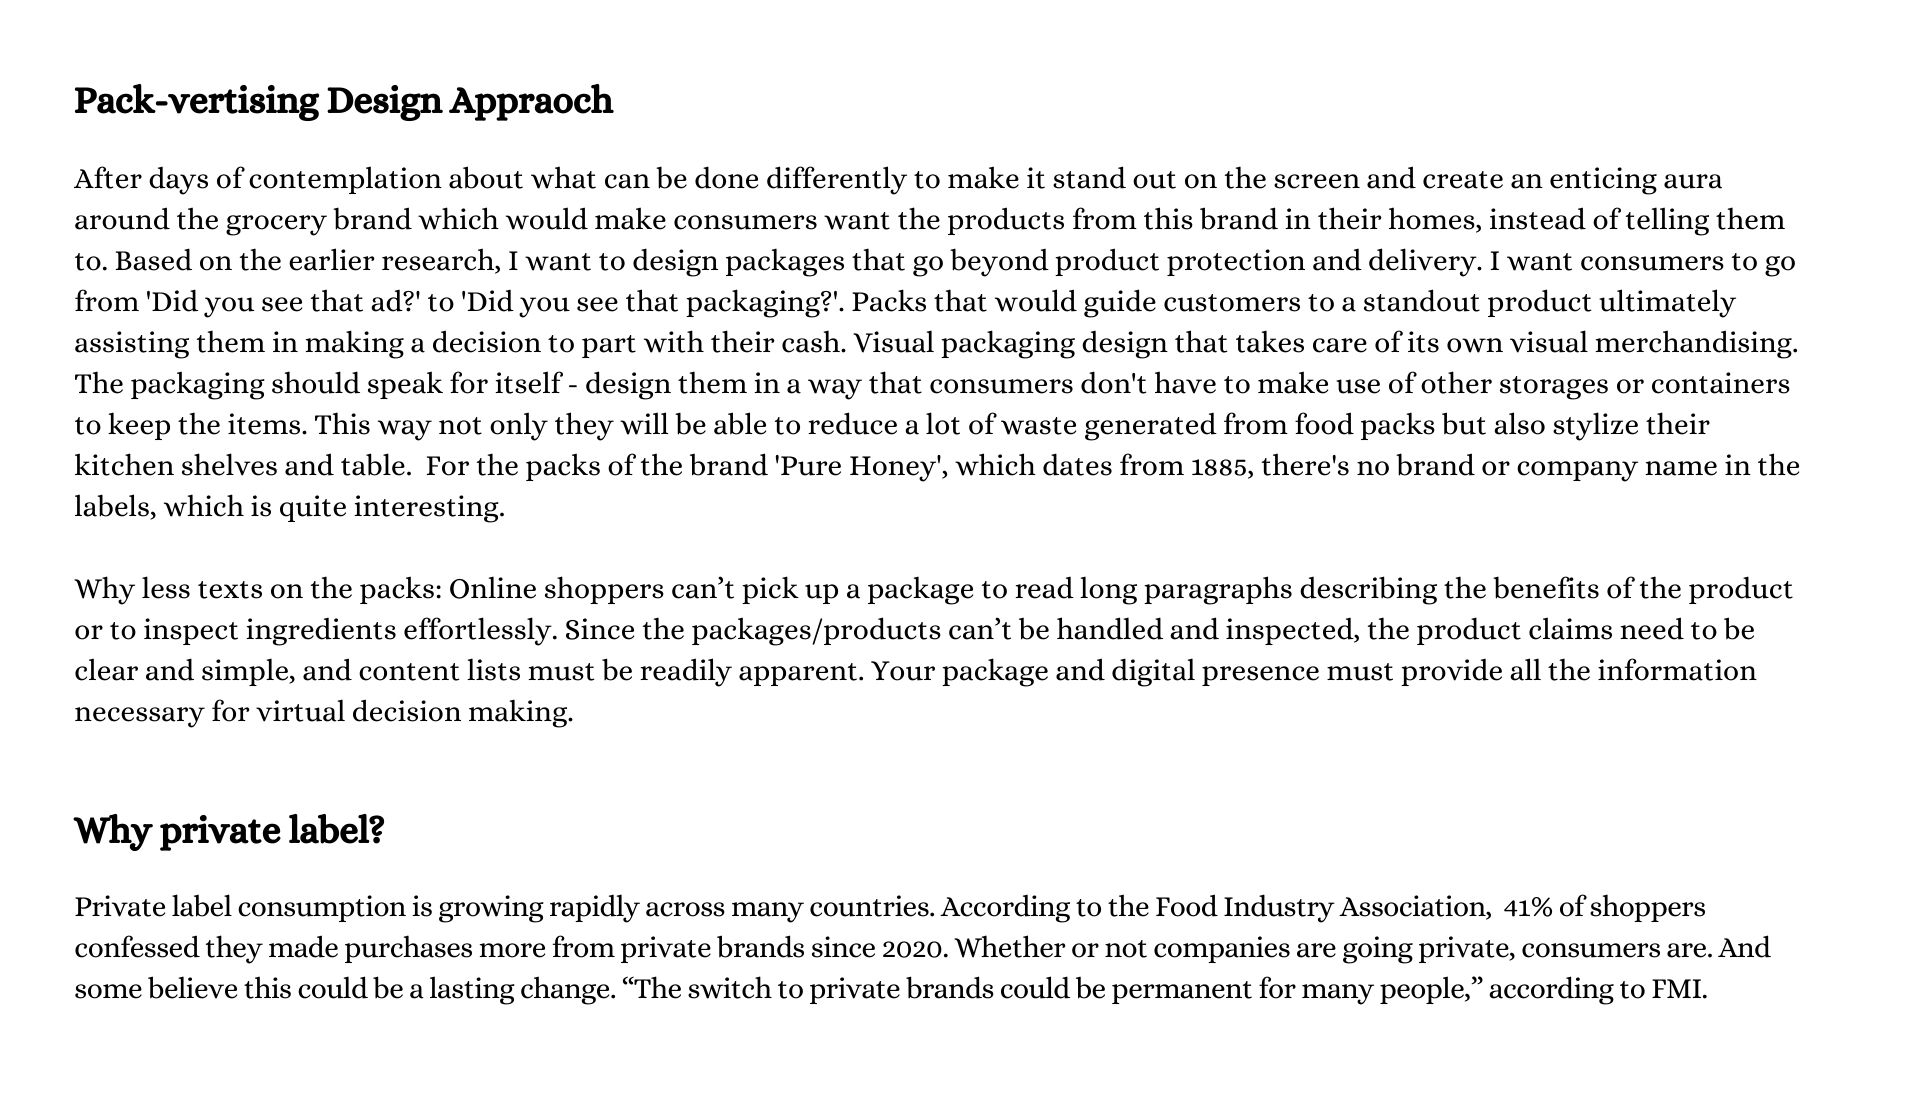 Pack-vertising Design Appraoch
After days of contemplation about what can be done differently to make it stand out on the screen and create an enticing aura
around the grocery brand which would make consumers want the products from this brand in their homes, instead of telling them
to. Based on the earlier research, I want to design packages that go beyond product protection and delivery. I want consumers to go
from 'Did you see that ad?' to 'Did you see that packaging?'. Packs that would guide customers to a standout product ultimately
assisting them in making a decision to part with their cash. Visual packaging design that takes care of its own visual merchandising.
The packaging should speak for itself - design them in a way that consumers don't have to make use of other storages or containers
to keep the items. This way not only they will be able to reduce a lot of waste generated from food packs but also stylize their
kitchen shelves and table.  For the packs of the brand 'Pure Honey', which dates from 1885, there's no brand or company name in the
labels, which is quite interesting.
Why less texts on the packs: Online shoppers can’t pick up a package to read long paragraphs describing the benefits of the product
or to inspect ingredients effortlessly. Since the packages/products can’t be handled and inspected, the product claims need to be
clear and simple, and content lists must be readily apparent. Your package and digital presence must provide all the information
necessary for virtual decision making.
Why private label?
Private label consumption is growing rapidly across many countries. According to the Food Industry Association,  41% of shoppers
confessed they made purchases more from private brands since 2020. Whether or not companies are going private, consumers are. And
some believe this could be a lasting change. “The switch to private brands could be permanent for many people,” according to FMI.